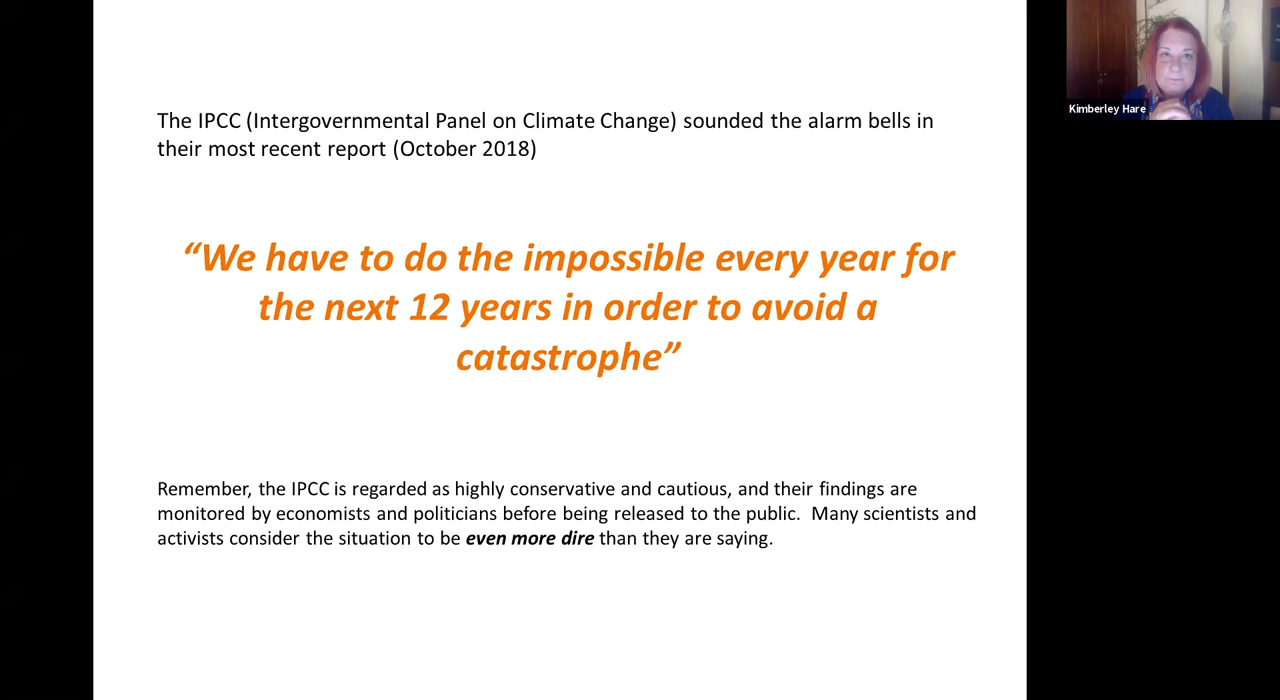 The IPCC (Intergovernmental Panel on Climate Change) sounded the alarm bells in
their most recent report (October 2018)
“We have to do the impossible every year for
the next 12 years in order to avoid a
catastrophe”
Remember, the IPCC is regarded as highly conservative and cautious, and their findings are
monitored by economists and politicians before being released to the public.  Many scientists and
activists consider the situation to be even more dire than they are saying.
Kimberley Hare